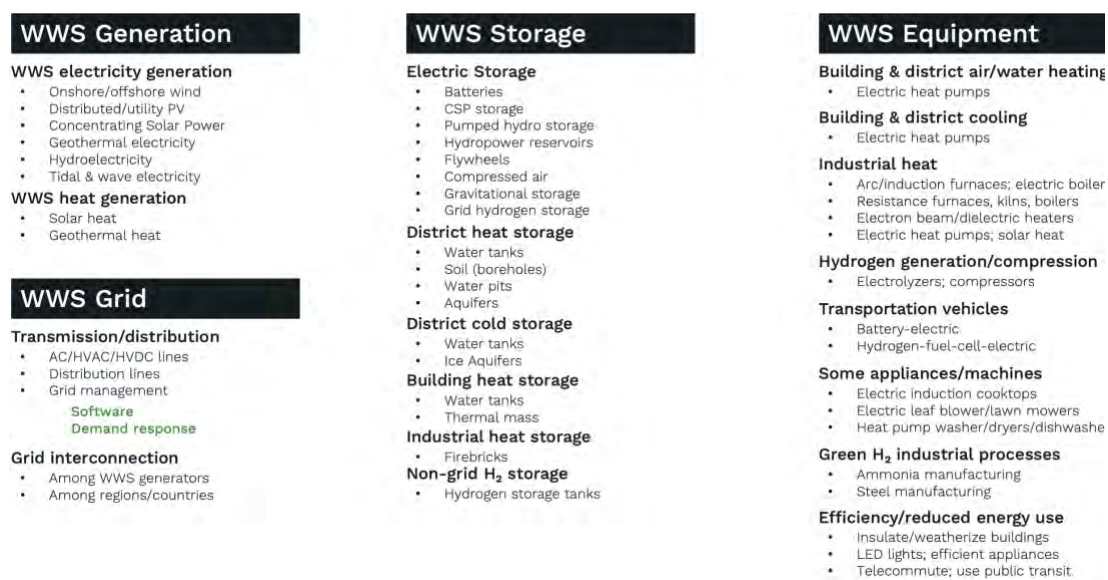 WWS Generation
WWS electricity generation
• Onshore/offshore wind
• Distributed/utility PV
• Concentrating Solar Power
• Geothermal electricity
• Hydroelectricity
• Tidal & wave electricity
WWS heat generation
• Solar heat
• Geothermal heat
WWS Grid
Transmission/distribution
• AC/HVAC/HVDC lines
• Distribution lines
• Grid management
Software
Demand response
Grid interconnection
• Among WWS generators
• Among regions/countries
WWS Storage
Electric Storage
• Batteries
• CSP storage
• Pumped hydro storage
• Hydropower reservoirs
• Flywheels
• Compressed air
• Gravitational storage
• Grid hydrogen storage
District heat storage
• Water tanks
• Soil (boreholes)
• Water pits
• Aquifers
District cold storage
• Water tanks
• Ice Aquifers
Building heat storage
• Water tanks
• Thermal mass
Industrial heat storage
• Firebricks
Non-grid H₂ storage
• Hydrogen storage tanks
WWS Equipment
Building & district air/water heating
• Electric heat pumps
Building & district cooling
• Electric heat pumps
Industrial heat
• Arc/induction furnaces; electric boiler
• Resistance furnaces, kilns, boilers
• Electron beam/dielectric heaters
• Electric heat pumps; solar heat
Hydrogen generation/compression
• Electrolyzers; compressors
Transportation vehicles
• Battery-electric
• Hydrogen-fuel-cell-electric
Some appliances/machines
• Electric induction cooktops
• Electric leaf blower/lawn mowers
• Heat pump washer/dryers/dishwashe
Green H₂ industrial processes
• Ammonia manufacturing
• Steel manufacturing
Efficiency/reduced energy use
• Insulate/weatherize buildings
• LED lights; efficient appliances
• Telecommute; use public transit